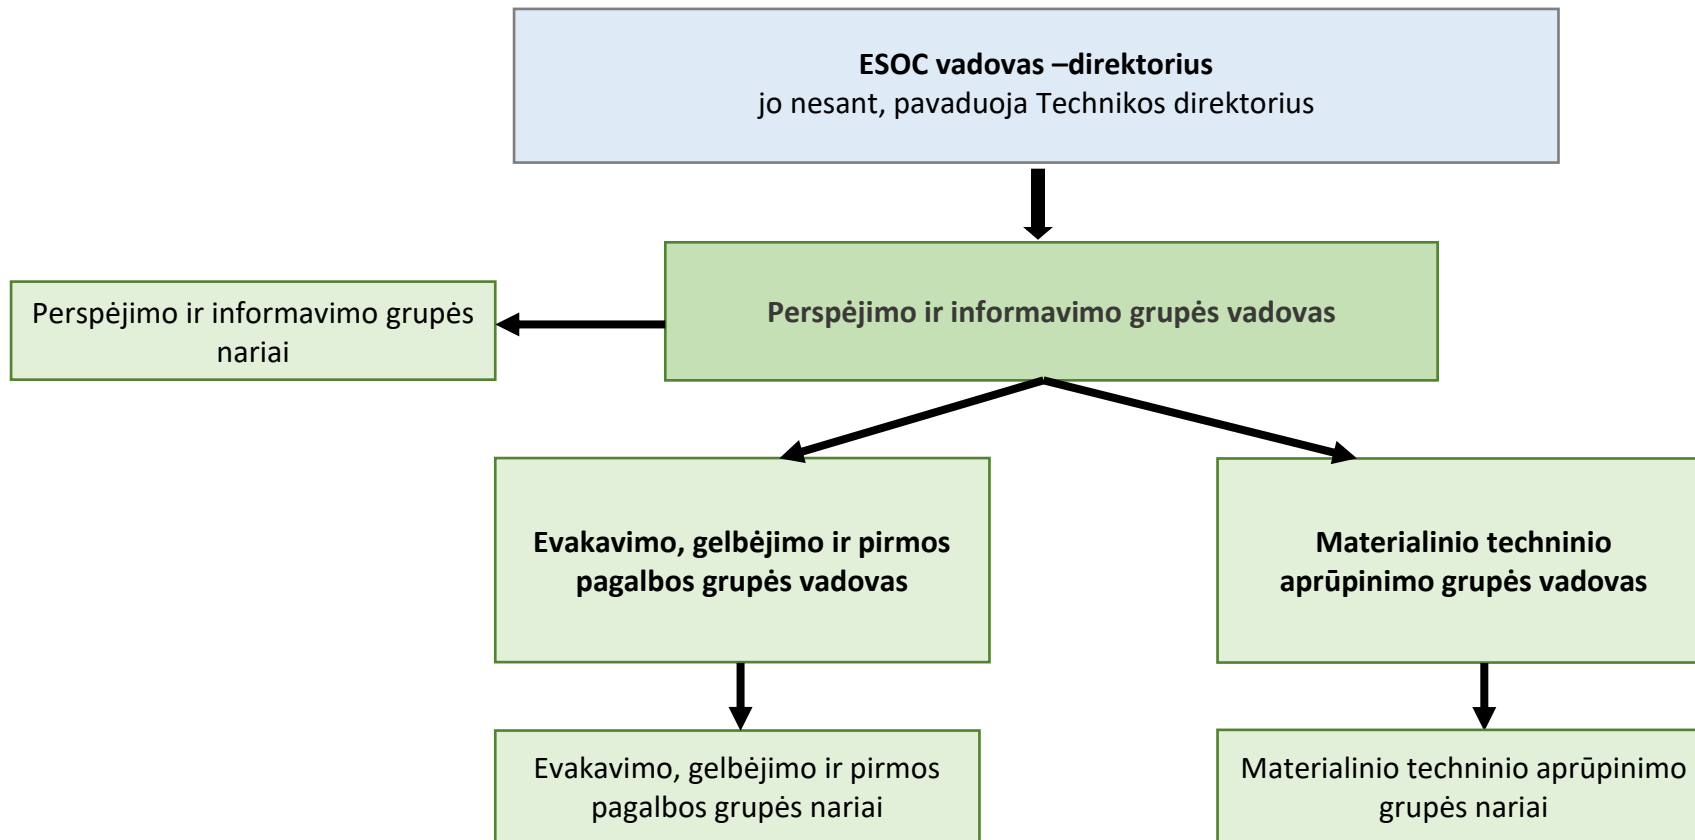 ESOC vadovas –direktorius
jo nesant, pavaduoja Technikos direktorius
Perspėjimo ir informavimo grupės
nariai
Perspėjimo ir informavimo grupės vadovas
Evakavimo, gelbėjimo ir pirmos
pagalbos grupės vadovas
Materialinio techninio
aprūpinimo grupės vadovas
Evakavimo, gelbėjimo ir pirmos
pagalbos grupės nariai
Materialinio techninio aprūpinimo
grupės nariai